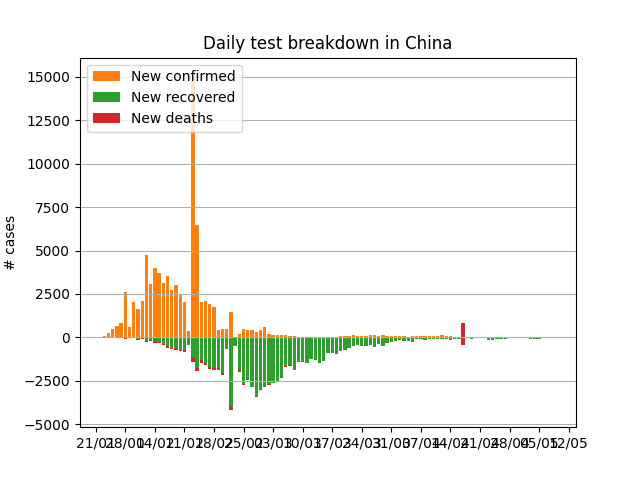 Daily test breakdown in China
New confirmed
New recovered
New deaths
# cases
15000
12500
10000
7500
5000
2500
0
−2500
−5000
21/01 28/01 04/02 11/02 18/02 25/02 03/03 10/03 17/03 24/03 31/03 07/04 14/04 21/04 28/04 05/05 12/05